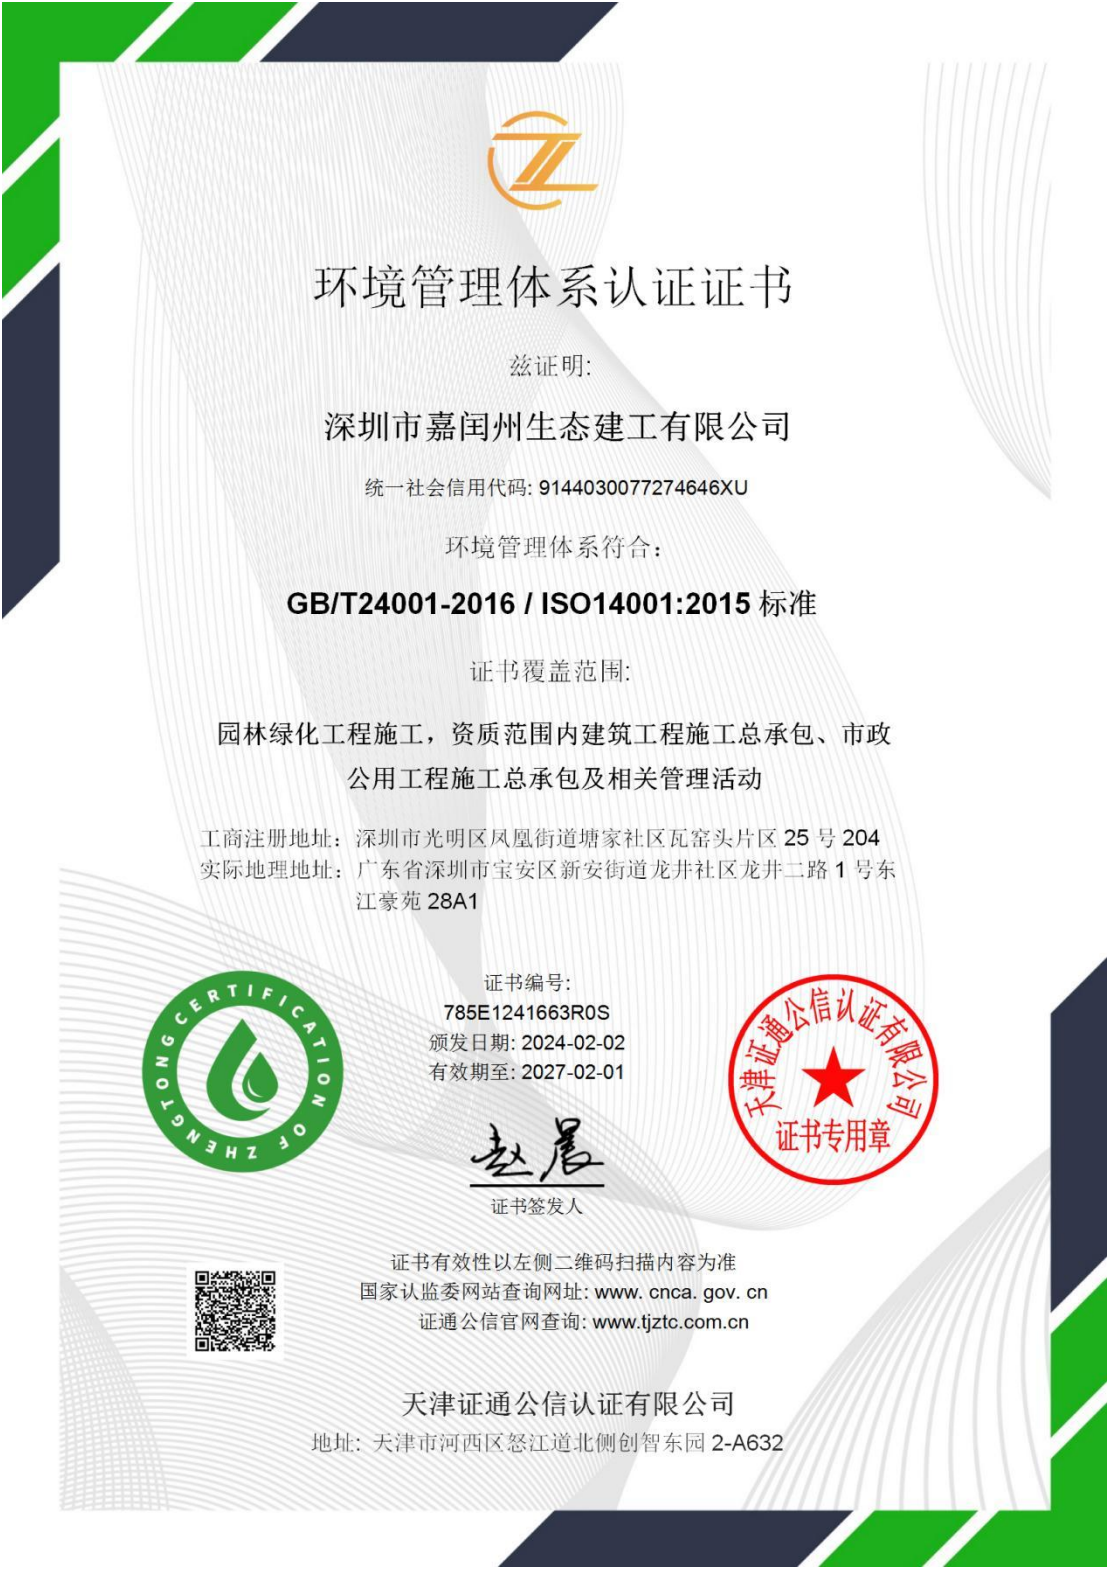 环境管理体系认证证书
兹证明:
深圳市嘉闰州生态建工有限公司
统一社会信用代码: 9144030077274646XU
环境管理体系符合：
GB/T24001-2016 / ISO14001:2015 标准
证书覆盖范围:
园林绿化工程施工，资质范围内建筑工程施工总承包、市政
公用工程施工总承包及相关管理活动
工商注册地址：深圳市光明区凤凰街道塘家社区瓦窑头片区 25 号 204
实际地理地址：广东省深圳市宝安区新安街道龙井社区龙井二路 1 号东
江豪苑 28A1
CERTIFICATION OF ZHENGTONG
证书编号:
785E1241663R0S
颁发日期: 2024-02-02
有效期至: 2027-02-01
天津证通公信认证有限公司
证书专用章
赵晨
证书签发人
证书有效性以左侧二维码扫描内容为准
国家认监委网站查询网址: www. cnca. gov. cn
证通公信官网查询: www.tjztc.com.cn
天津证通公信认证有限公司
地址: 天津市河西区怒江道北侧创智东园 2-A632